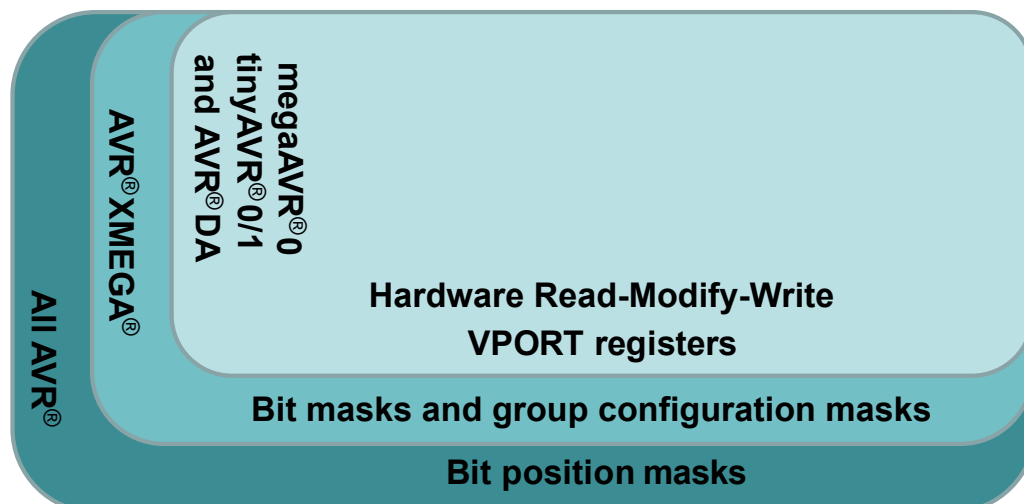 megaAVR®0
tinyAVR®0/1
and AVR®DA
AVR®XMEGA®
All AVR®
Hardware Read-Modify-Write
VPORT registers
Bit masks and group configuration masks
Bit position masks